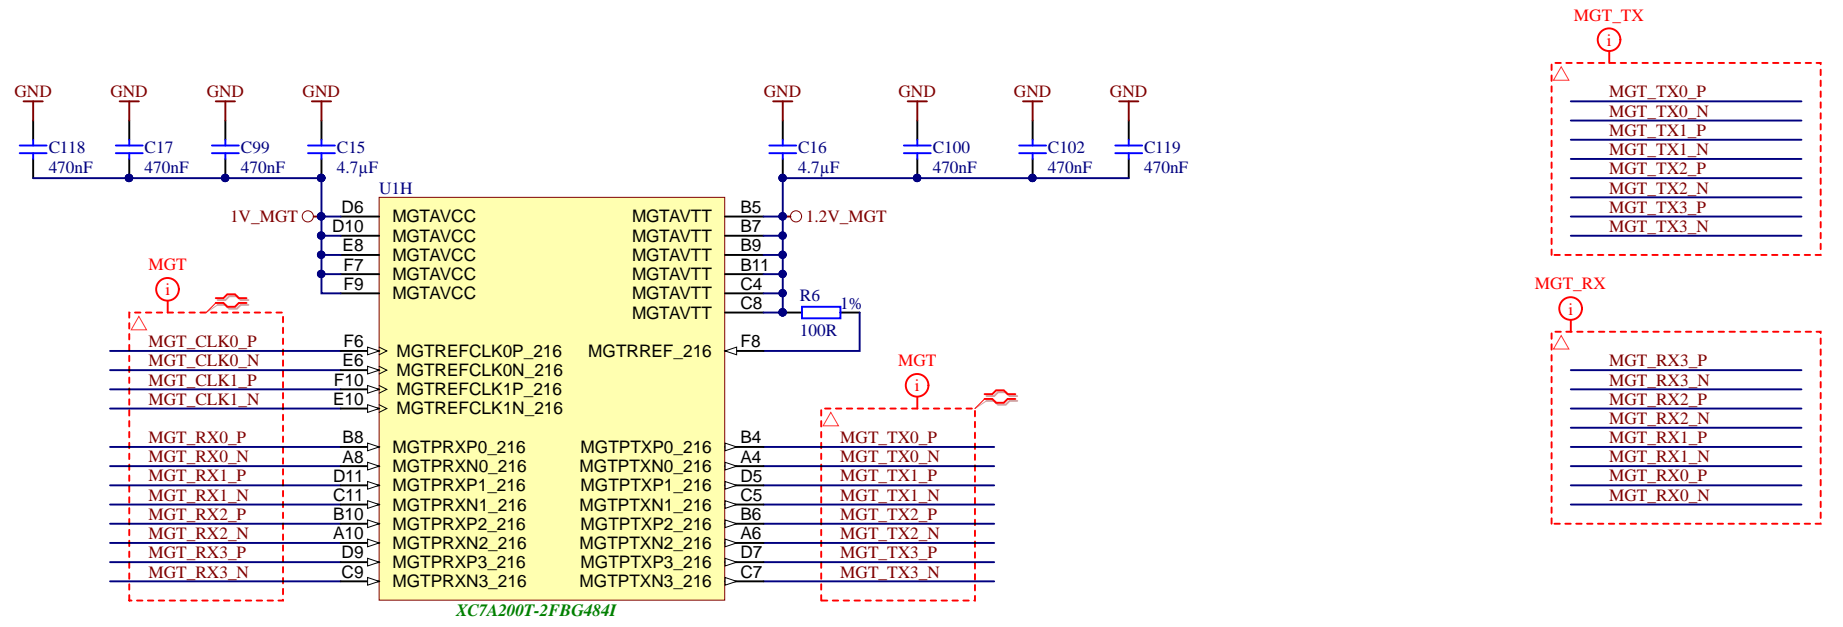 MGT_TX
i
GND GND GND GND GND GND GND GND
C118 C17 C99 C15 C16 C100 C102 C119
470nF 470nF 470nF 4.7µF 4.7µF 470nF 470nF 470nF
MGT_TX0_P
MGT_TX0_N
MGT_TX1_P
MGT_TX1_N
MGT_TX2_P
MGT_TX2_N
MGT_TX3_P
MGT_TX3_N
U1H
1V_MGT D6 MGTAVCC MGTAVTT B5 1.2V_MGT
D10 MGTAVCC MGTAVTT B7
E8 MGTAVCC MGTAVTT B9
F7 MGTAVCC MGTAVTT B11
F9 MGTAVCC MGTAVTT C4
MGTAVTT C8
R6 1%
100R
MGT
i
MGT_CLK0_P F6 MGTREFCLK0P_216 MGTRREF_216 F8
MGT_CLK0_N E6 MGTREFCLK0N_216
MGT_CLK1_P F10 MGTREFCLK1P_216
MGT_CLK1_N E10 MGTREFCLK1N_216
MGT
i
MGT_RX0_P B8 MGTPRXP0_216 MGTPTXP0_216 B4 MGT_TX0_P
MGT_RX0_N A8 MGTPRXN0_216 MGTPTXN0_216 A4 MGT_TX0_N
MGT_RX1_P D11 MGTPRXP1_216 MGTPTXP1_216 D5 MGT_TX1_P
MGT_RX1_N C11 MGTPRXN1_216 MGTPTXN1_216 C5 MGT_TX1_N
MGT_RX2_P B10 MGTPRXP2_216 MGTPTXP2_216 B6 MGT_TX2_P
MGT_RX2_N A10 MGTPRXN2_216 MGTPTXN2_216 A6 MGT_TX2_N
MGT_RX3_P D9 MGTPRXP3_216 MGTPTXP3_216 D7 MGT_TX3_P
MGT_RX3_N C9 MGTPRXN3_216 MGTPTXN3_216 C7 MGT_TX3_N
XC7A200T-2FBG484I
MGT_RX
i
MGT_RX3_P
MGT_RX3_N
MGT_RX2_P
MGT_RX2_N
MGT_RX1_P
MGT_RX1_N
MGT_RX0_P
MGT_RX0_N